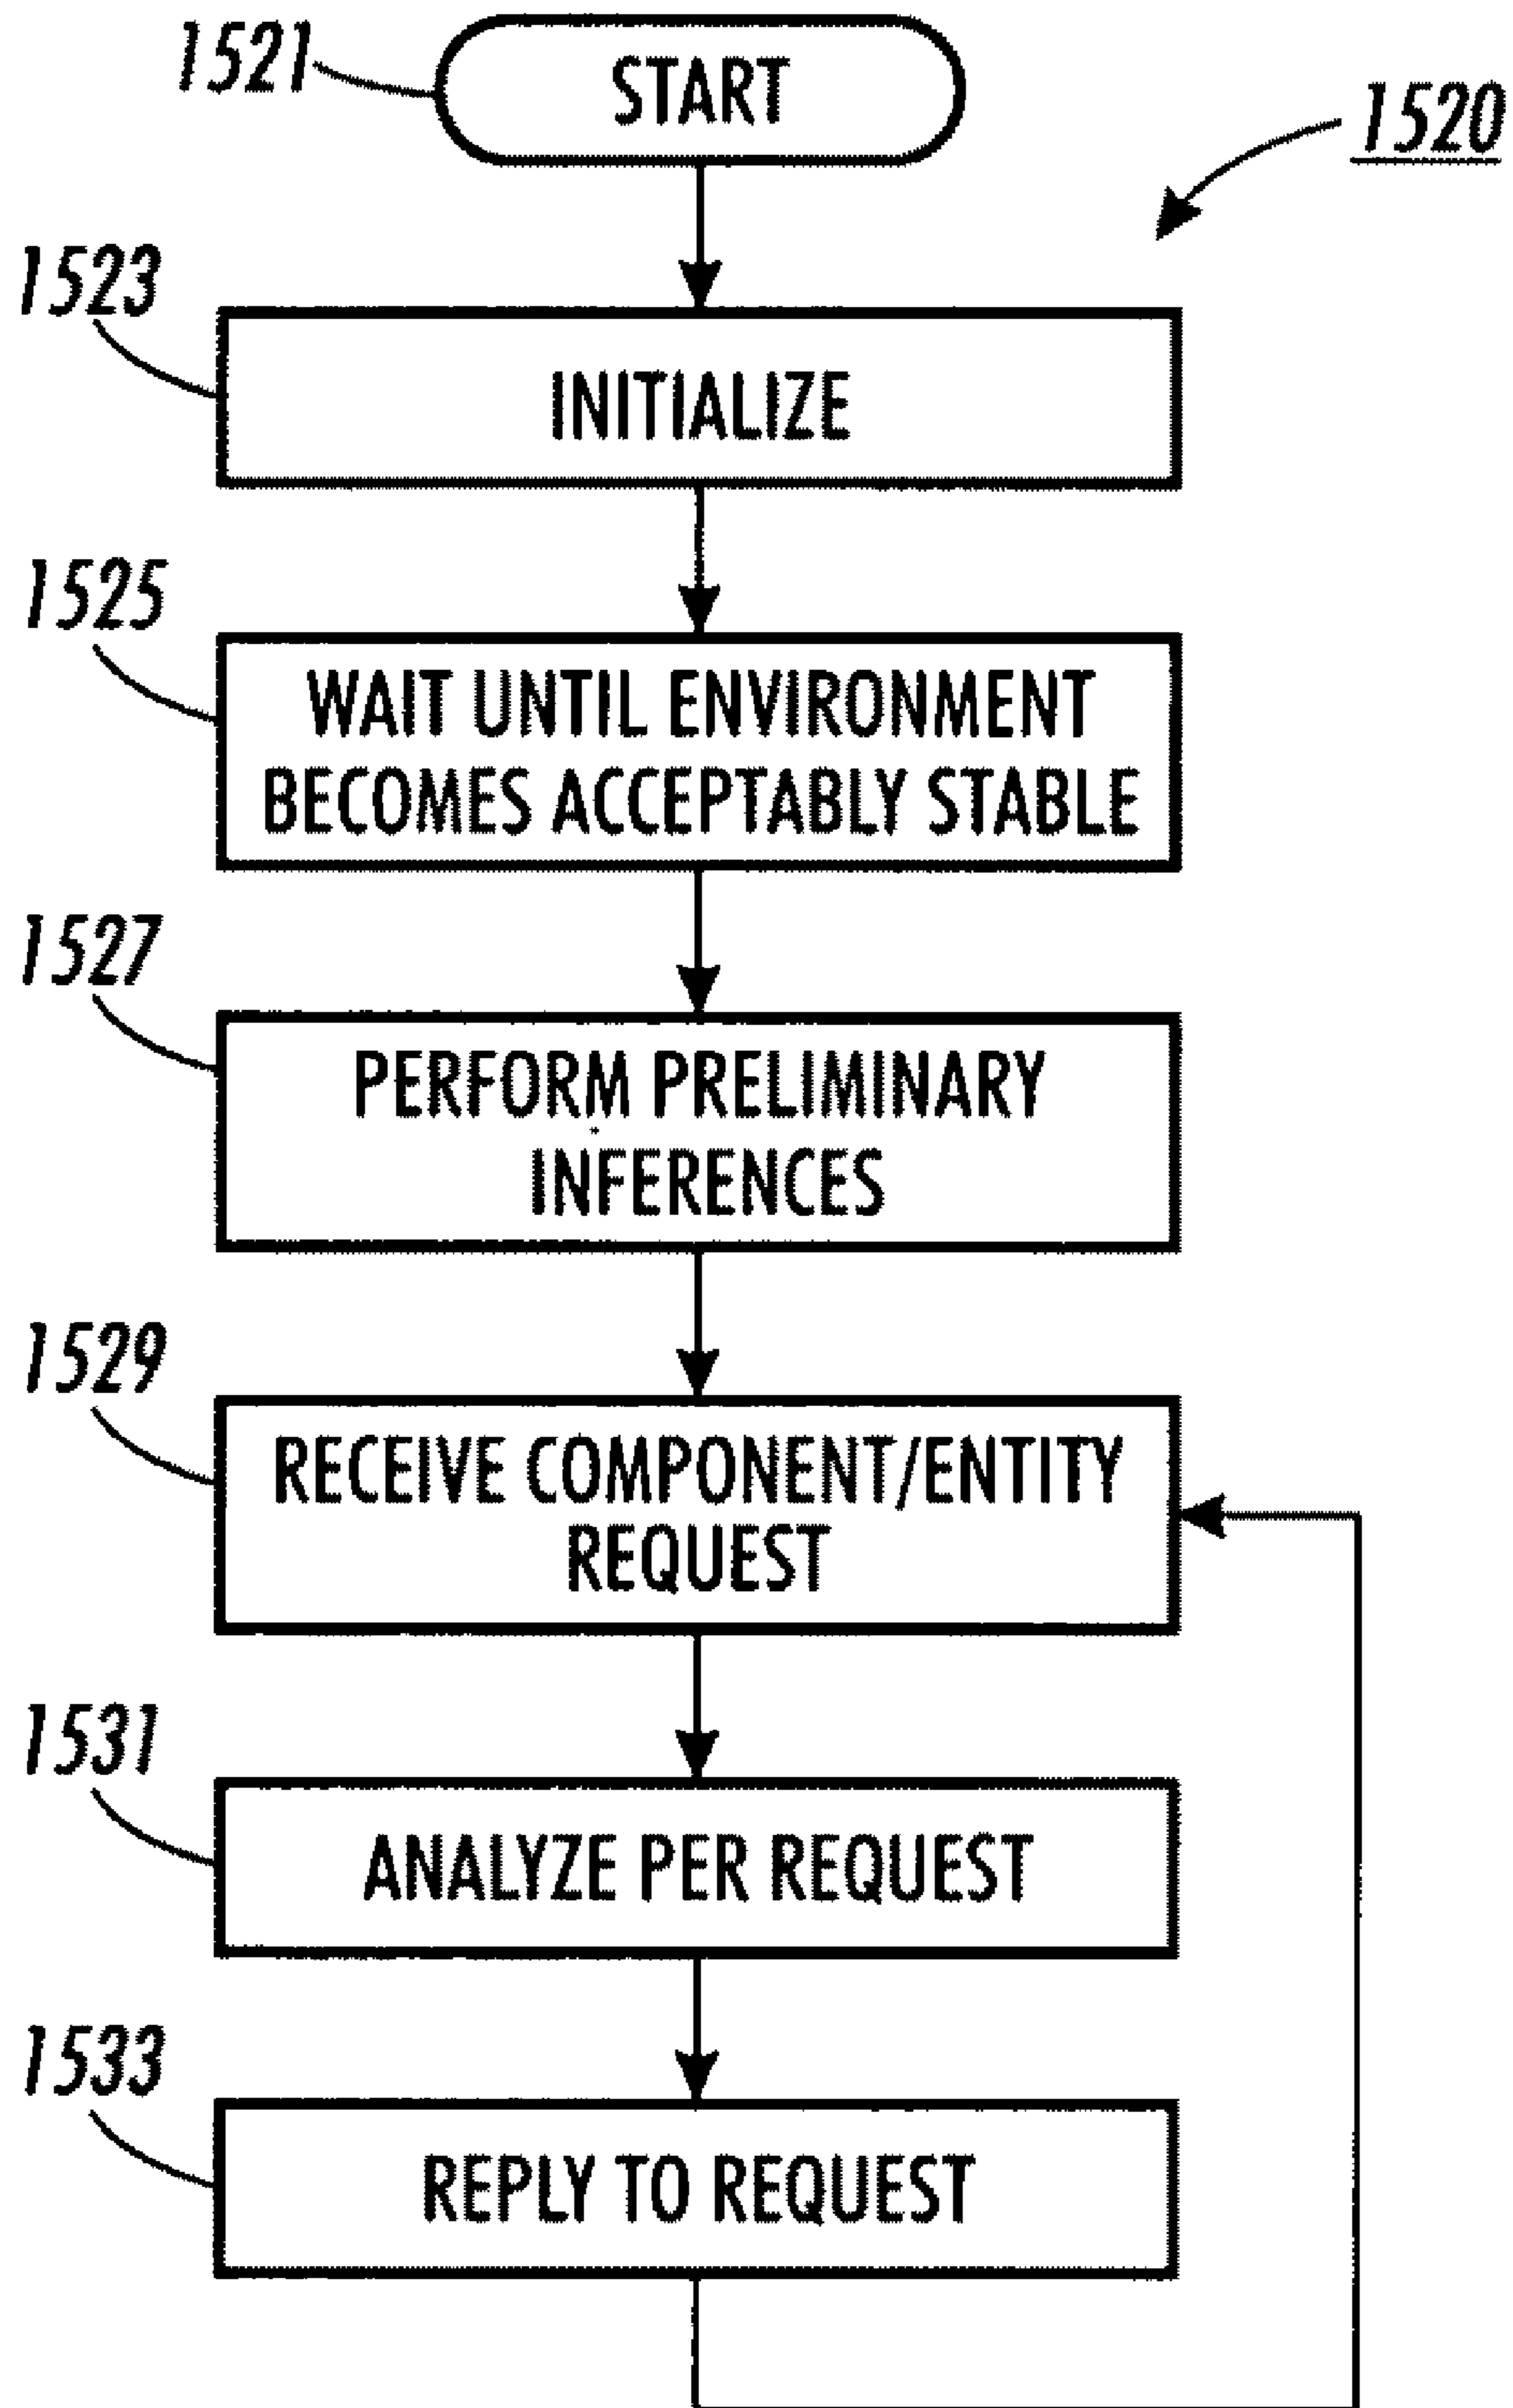 1521
START
1520
1523
INITIALIZE
1525
WAIT UNTIL ENVIRONMENT
BECOMES ACCEPTABLY STABLE
1527
PERFORM PRELIMINARY
INFERENCES
1529
RECEIVE COMPONENT/ENTITY
REQUEST
1531
ANALYZE PER REQUEST
1533
REPLY TO REQUEST